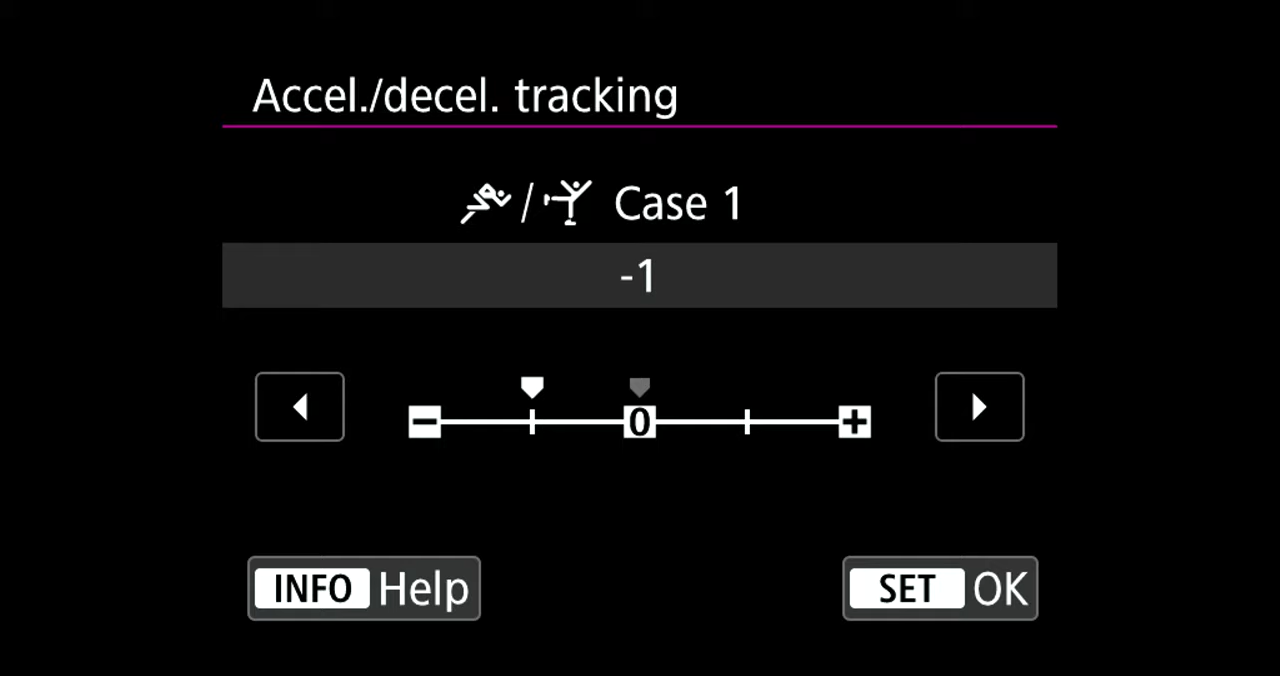 Accel./decel. tracking
/ Case 1
-1
− 0 +
INFO Help
SET OK